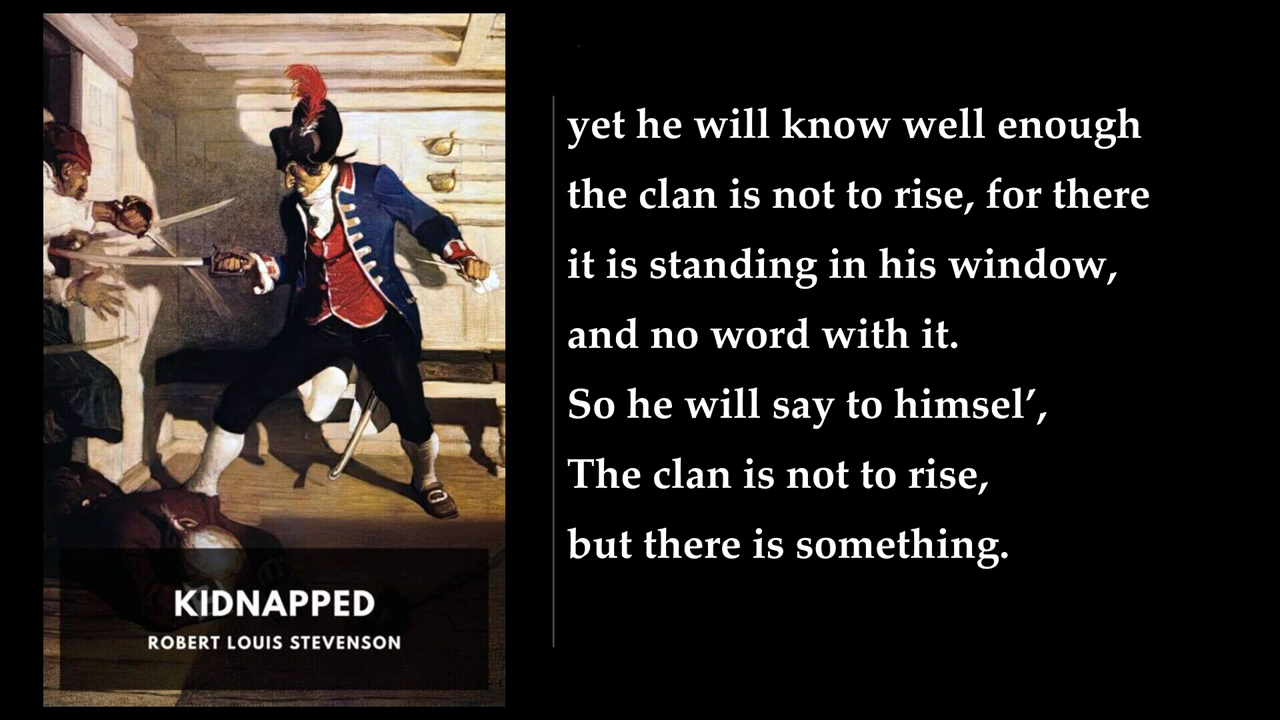 KIDNAPPED
ROBERT LOUIS STEVENSON
yet he will know well enough
the clan is not to rise, for there
it is standing in his window,
and no word with it.
So he will say to himsel’,
The clan is not to rise,
but there is something.